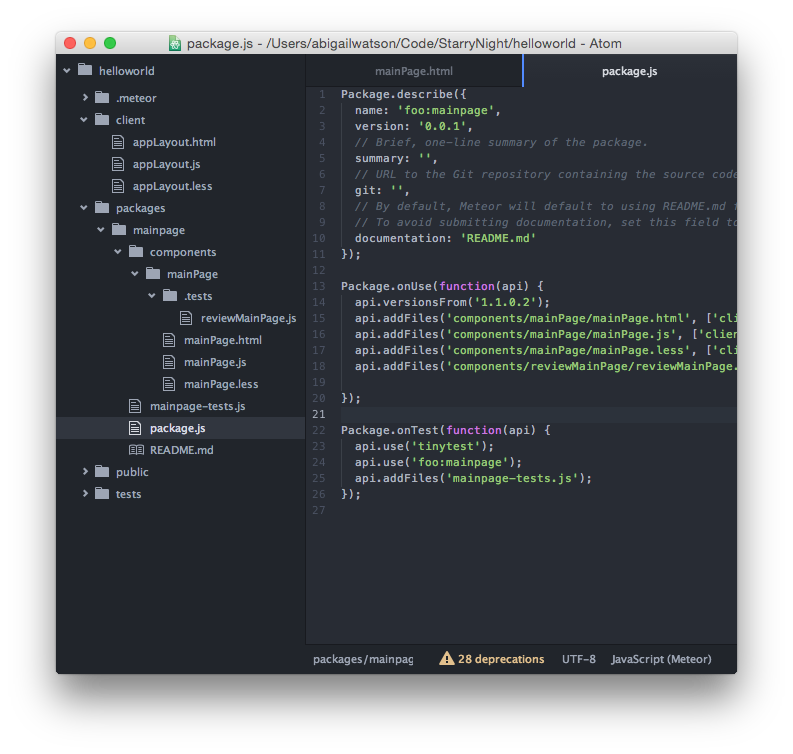 package.js - /Users/abigailwatson/Code/StarryNight/helloworld - Atom
helloworld
.meteor
client
appLayout.html
appLayout.js
appLayout.less
packages
mainpage
components
mainPage
.tests
reviewMainPage.js
mainPage.html
mainPage.js
mainPage.less
mainpage-tests.js
package.js
README.md
public
tests
mainPage.html
package.js
1 Package.describe({
2 name: 'foo:mainpage',
3 version: '0.0.1',
4 // Brief, one-line summary of the package.
5 summary: '',
6 // URL to the Git repository containing the source code
7 git: '',
8 // By default, Meteor will default to using README.md f
9 // To avoid submitting documentation, set this field to
10 documentation: 'README.md'
11 });
12
13 Package.onUse(function(api) {
14 api.versionsFrom('1.1.0.2');
15 api.addFiles('components/mainPage/mainPage.html', ['cli
16 api.addFiles('components/mainPage/mainPage.js', ['clien
17 api.addFiles('components/mainPage/mainPage.less', ['cli
18 api.addFiles('components/reviewMainPage/reviewMainPage.
19
20 });
21
22 Package.onTest(function(api) {
23 api.use('tinytest');
24 api.use('foo:mainpage');
25 api.addFiles('mainpage-tests.js');
26 });
27
packages/mainpag 28 deprecations UTF-8 JavaScript (Meteor)